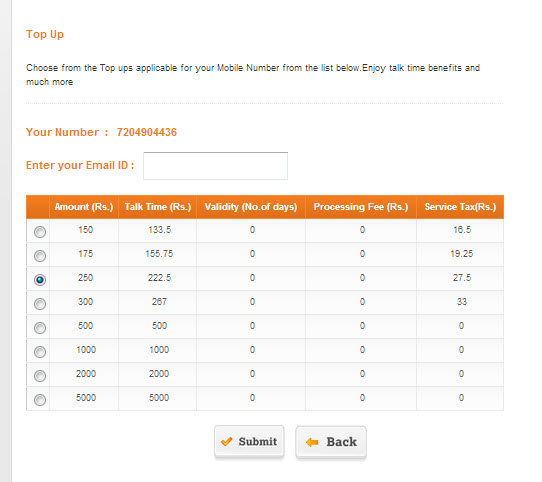 Top Up
Choose from the Top ups applicable for your Mobile Number from the list below.Enjoy talk time benefits and
much more
Your Number : 7204904436
Enter your Email ID :
Amount (Rs.) Talk Time (Rs.) Validity (No.of days) Processing Fee (Rs.) Service Tax(Rs.)
150 133.5 0 0 16.5
175 155.75 0 0 19.25
250 222.5 0 0 27.5
300 267 0 0 33
500 500 0 0 0
1000 1000 0 0 0
2000 2000 0 0 0
5000 5000 0 0 0
Submit Back